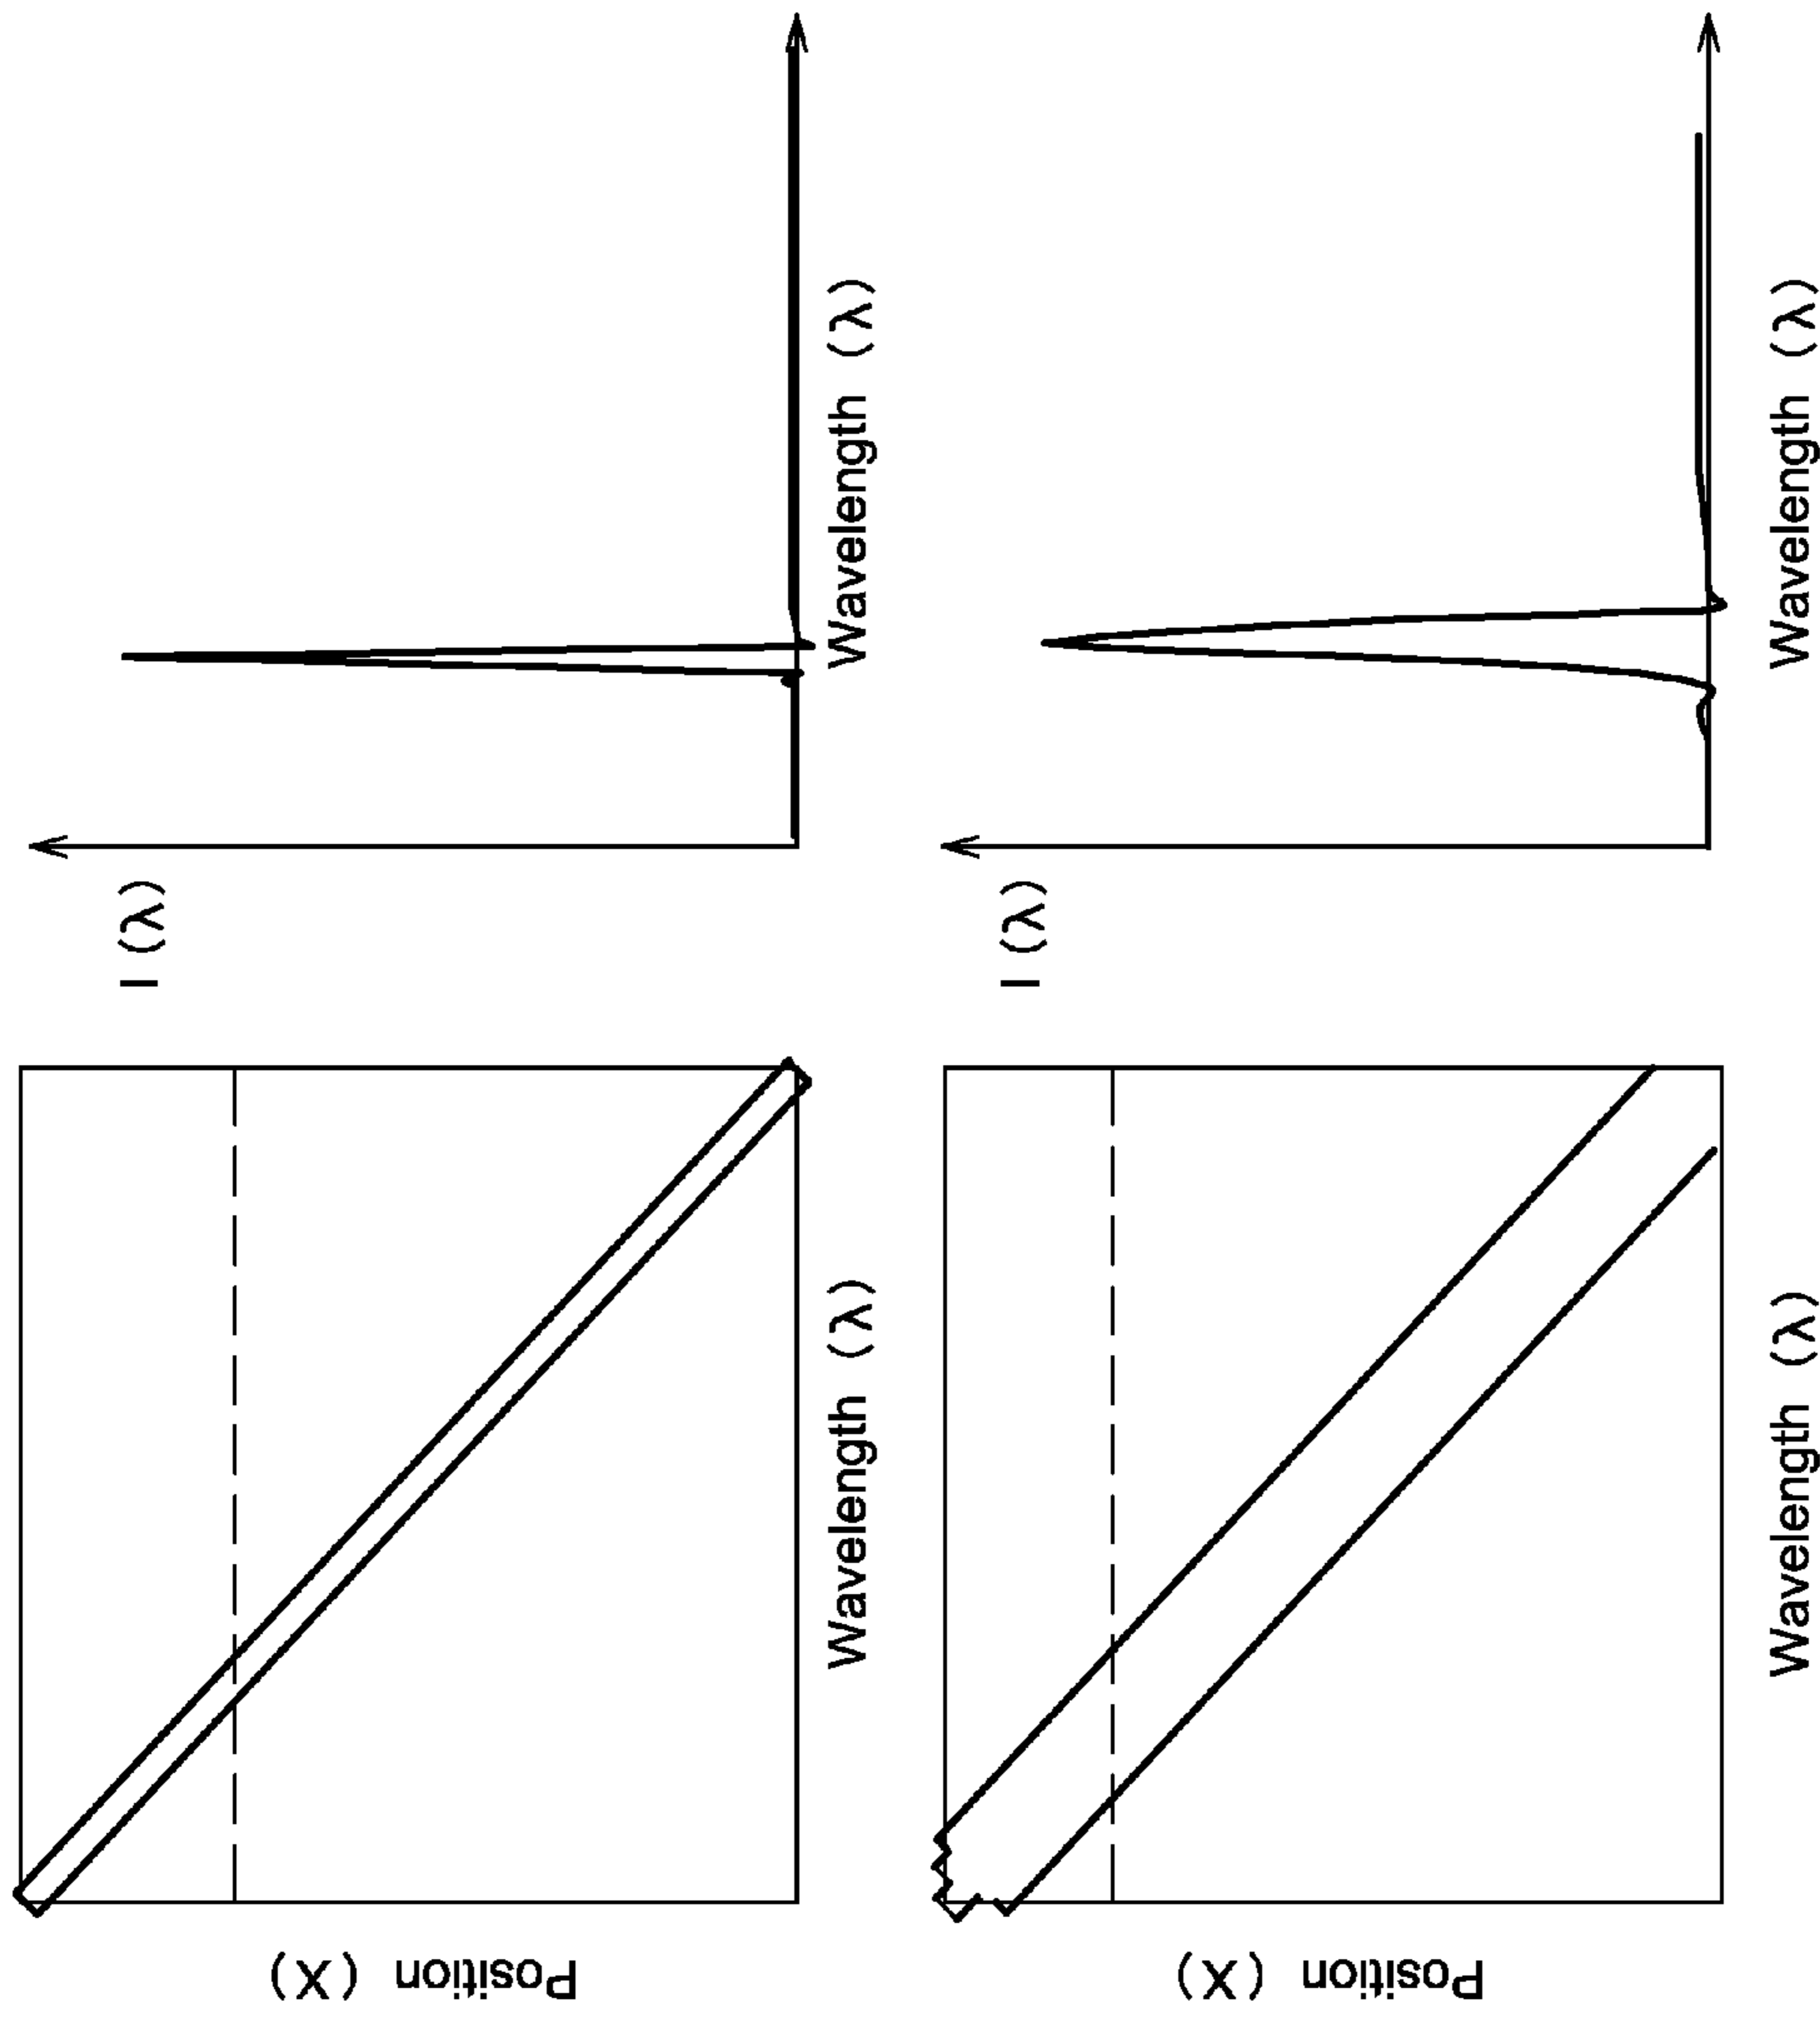 I (λ)
Wavelength (λ)
I (λ)
Wavelength (λ)
Position (X)
Wavelength (λ)
Position (X)
Wavelength (λ)